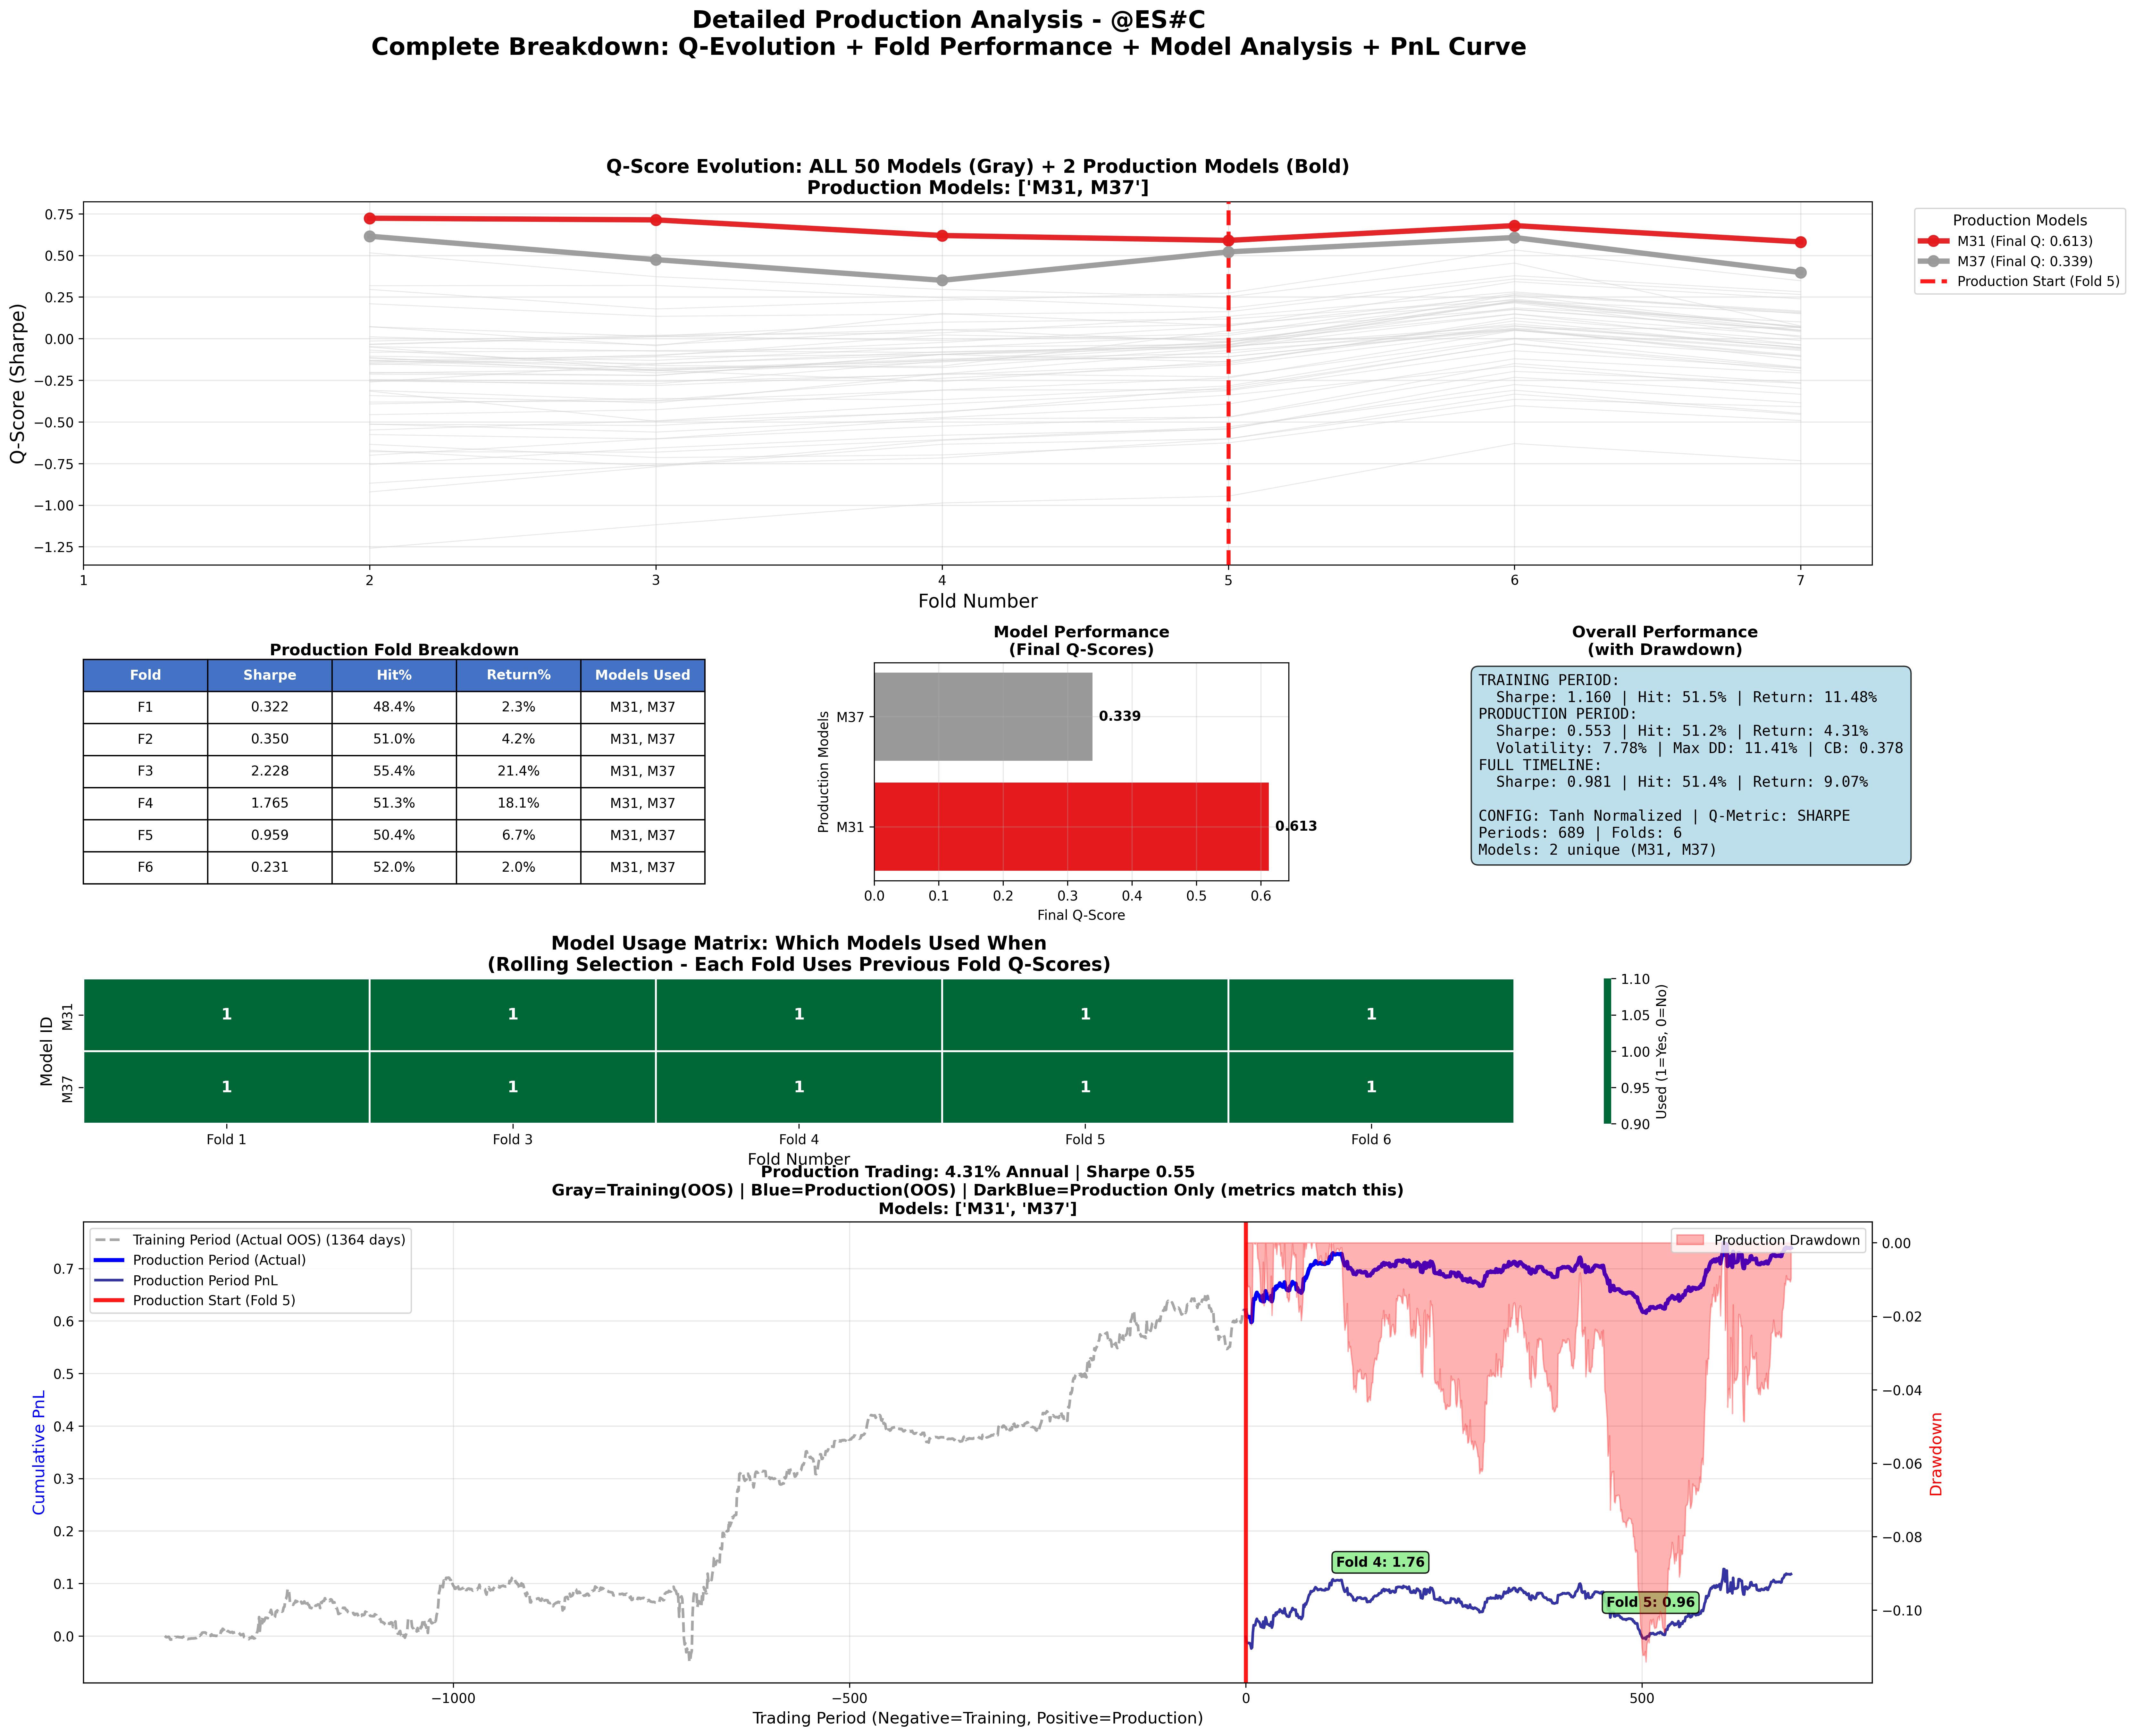 Detailed Production Analysis - @ES#C
Complete Breakdown: Q-Evolution + Fold Performance + Model Analysis + PnL Curve
Q-Score Evolution: ALL 50 Models (Gray) + 2 Production Models (Bold)
Production Models: ['M31, M37']
Q-Score (Sharpe)
0.75
0.50
0.25
0.00
−0.25
−0.50
−0.75
−1.00
−1.25
1 2 3 4 5 6 7
Fold Number
Production Models
M31 (Final Q: 0.613)
M37 (Final Q: 0.339)
Production Start (Fold 5)
Production Fold Breakdown
Fold Sharpe Hit% Return% Models Used
F1 0.322 48.4% 2.3% M31, M37
F2 0.350 51.0% 4.2% M31, M37
F3 2.228 55.4% 21.4% M31, M37
F4 1.765 51.3% 18.1% M31, M37
F5 0.959 50.4% 6.7% M31, M37
F6 0.231 52.0% 2.0% M31, M37
Model Performance
(Final Q-Scores)
Production Models
M37 0.339
M31 0.613
0.0 0.1 0.2 0.3 0.4 0.5 0.6
Final Q-Score
Overall Performance
(with Drawdown)
TRAINING PERIOD:
Sharpe: 1.160 | Hit: 51.5% | Return: 11.48%
PRODUCTION PERIOD:
Sharpe: 0.553 | Hit: 51.2% | Return: 4.31%
Volatility: 7.78% | Max DD: 11.41% | CB: 0.378
FULL TIMELINE:
Sharpe: 0.981 | Hit: 51.4% | Return: 9.07%
CONFIG: Tanh Normalized | Q-Metric: SHARPE
Periods: 689 | Folds: 6
Models: 2 unique (M31, M37)
Model Usage Matrix: Which Models Used When
(Rolling Selection - Each Fold Uses Previous Fold Q-Scores)
Model ID
M31 1 1 1 1 1
M37 1 1 1 1 1
Fold 1 Fold 3 Fold 4 Fold 5 Fold 6
Fold Number
1.10
1.05
1.00
0.95
0.90
Used (1=Yes, 0=No)
Production Trading: 4.31% Annual | Sharpe 0.55
Gray=Training(OOS) | Blue=Production(OOS) | DarkBlue=Production Only (metrics match this)
Models: ['M31', 'M37']
Training Period (Actual OOS) (1364 days)
Production Period (Actual)
Production Period PnL
Production Start (Fold 5)
Production Drawdown
Cumulative PnL
0.7
0.6
0.5
0.4
0.3
0.2
0.1
0.0
Fold 4: 1.76
Fold 5: 0.96
0.00
−0.02
−0.04
−0.06
−0.08
−0.10
Drawdown
−1000 −500 0 500
Trading Period (Negative=Training, Positive=Production)